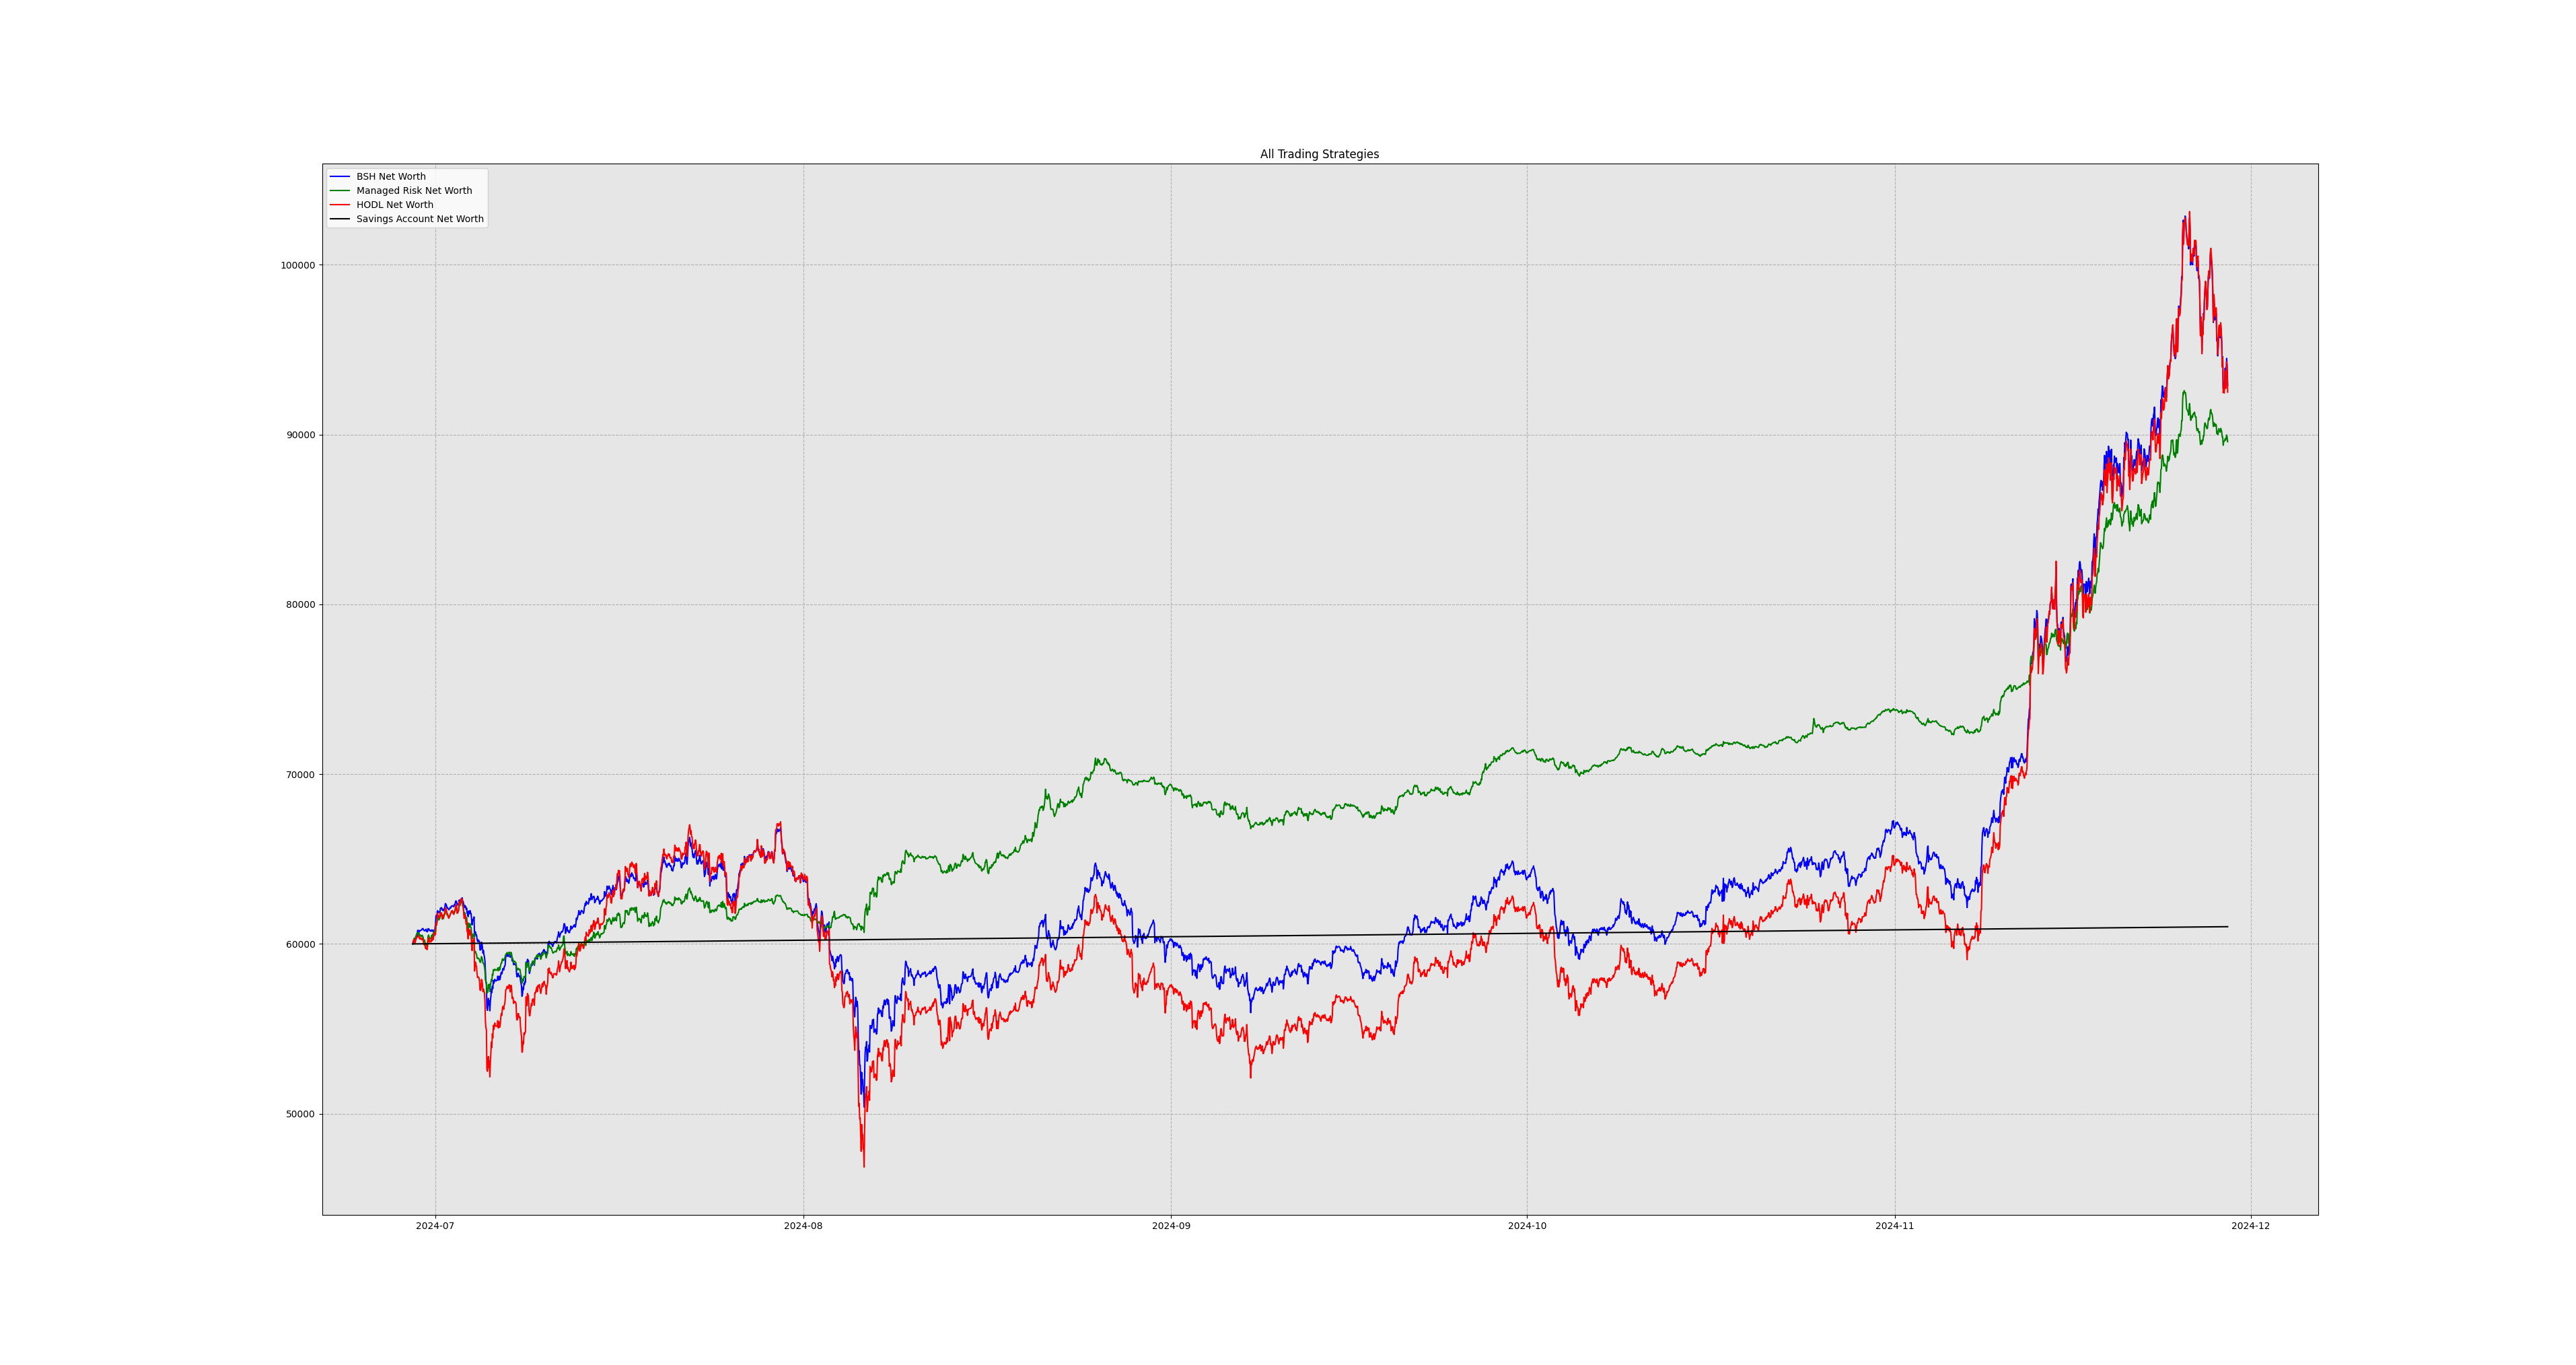 All Trading Strategies
BSH Net Worth
Managed Risk Net Worth
HODL Net Worth
Savings Account Net Worth
100000
90000
80000
70000
60000
50000
2024-07
2024-08
2024-09
2024-10
2024-11
2024-12